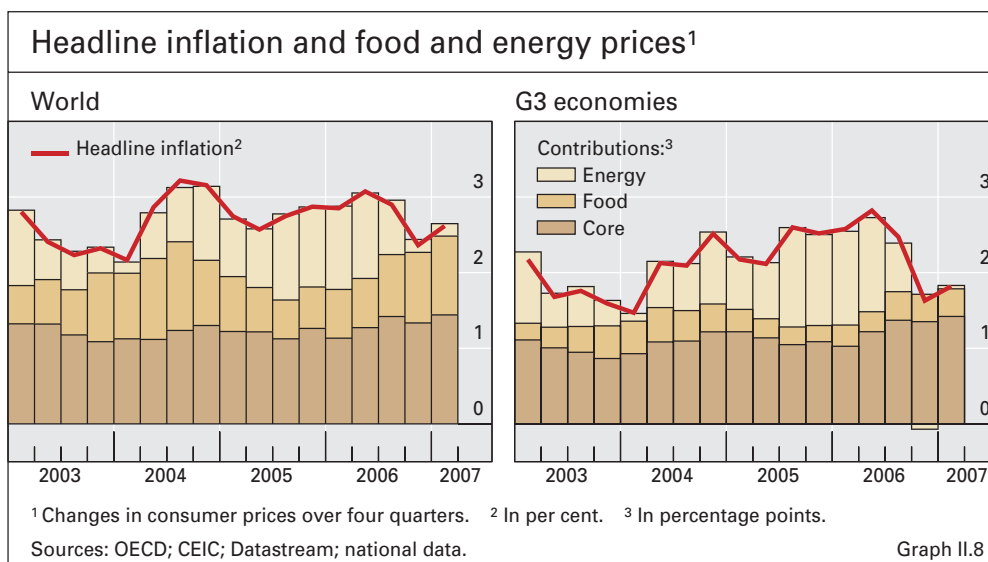 Headline inflation and food and energy prices¹
World
Headline inflation²
3
2
1
0
2003 2004 2005 2006 2007
G3 economies
Contributions:³
Energy
Food
Core
3
2
1
0
2003 2004 2005 2006 2007
¹ Changes in consumer prices over four quarters. ² In per cent. ³ In percentage points.
Sources: OECD; CEIC; Datastream; national data. Graph II.8